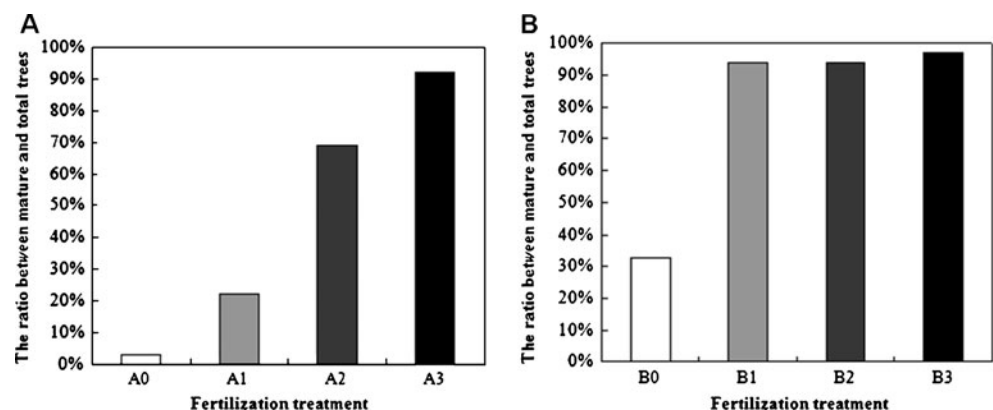 A
The ratio between mature and total trees
100%
90%
80%
70%
60%
50%
40%
30%
20%
10%
0%
A0 A1 A2 A3
Fertilization treatment
B
The ratio between mature and total trees
100%
90%
80%
70%
60%
50%
40%
30%
20%
10%
0%
B0 B1 B2 B3
Fertilization treatment